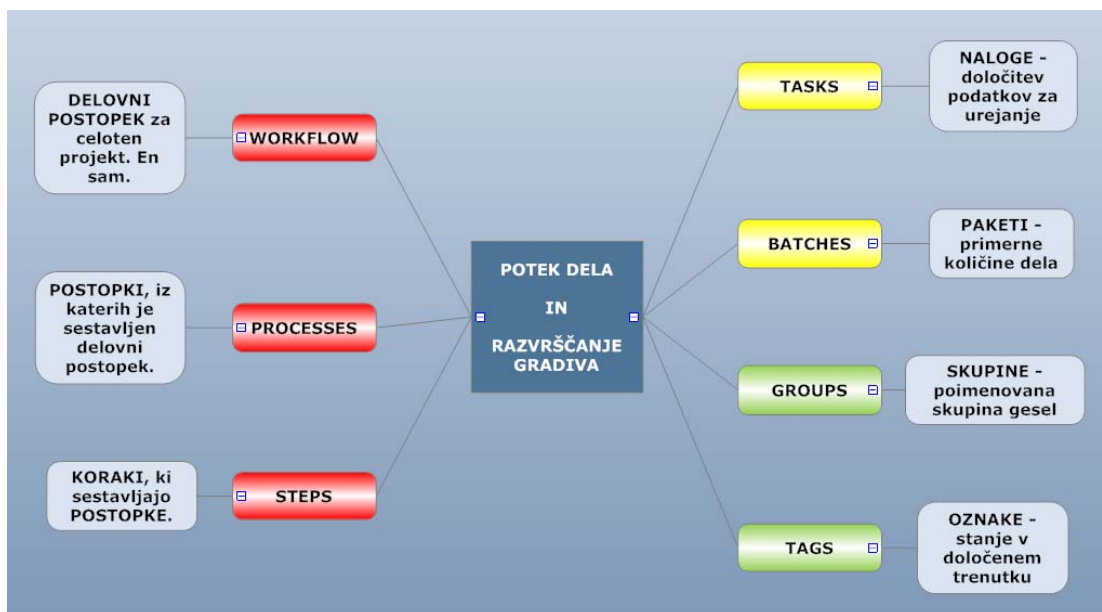 DELOVNI
POSTOPEK za
celoten
projekt. En
sam.
WORKFLOW
POSTOPKI, iz
katerih je
sestavljen
delovni
postopek.
PROCESSES
KORAKI, ki
sestavljajo
POSTOPKE.
STEPS
POTEK DELA
IN
RAZVRŠČANJE
GRADIVA
TASKS
NALOGE -
določitev
podatkov za
urejanje
BATCHES
PAKETI -
primerne
količine dela
GROUPS
SKUPINE -
poimenovana
skupina gesel
TAGS
OZNAKE -
stanje v
določenem
trenutku